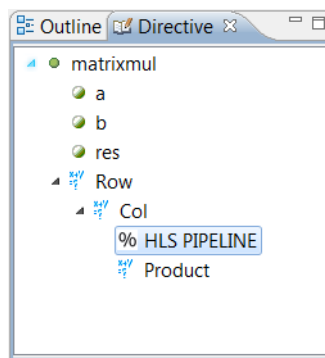 Outline Directive
matrixmul
a
b
res
Row
Col
% HLS PIPELINE
Product